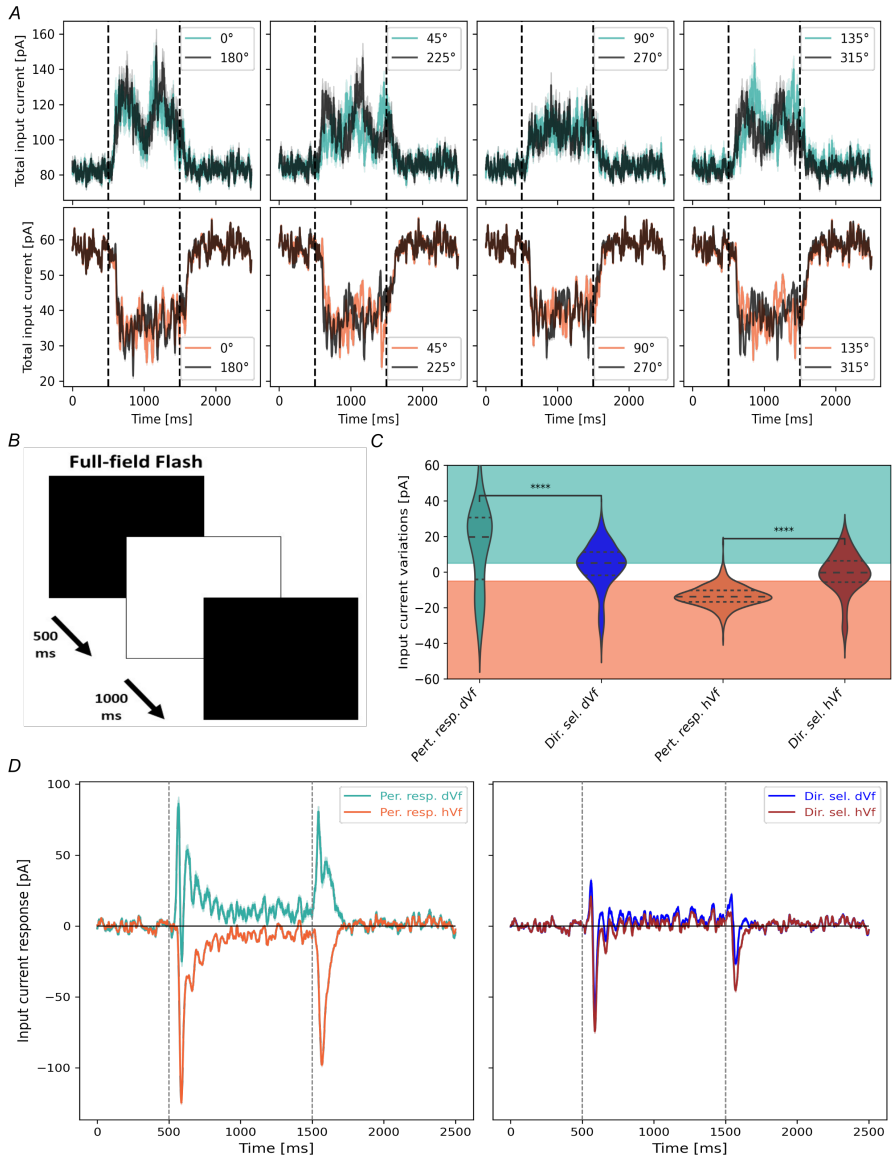 A
Total input current [pA]
160
140
120
100
80
0°
180°
45°
225°
90°
270°
135°
315°
Total input current [pA]
60
50
40
30
20
0°
180°
45°
225°
90°
270°
135°
315°
0 1000 2000
0 1000 2000
0 1000 2000
0 1000 2000
Time [ms]
Time [ms]
Time [ms]
Time [ms]
B
Full-field Flash
500
ms
1000
ms
C
Input current variations [pA]
60
40
20
0
−20
−40
−60
****
****
Pert. resp. dVf
Dir. sel. dVf
Pert. resp. hVf
Dir. sel. hVf
D
Input current response [pA]
100
50
0
−50
−100
Per. resp. dVf
Per. resp. hVf
0 500 1000 1500 2000 2500
Time [ms]
Dir. sel. dVf
Dir. sel. hVf
0 500 1000 1500 2000 2500
Time [ms]